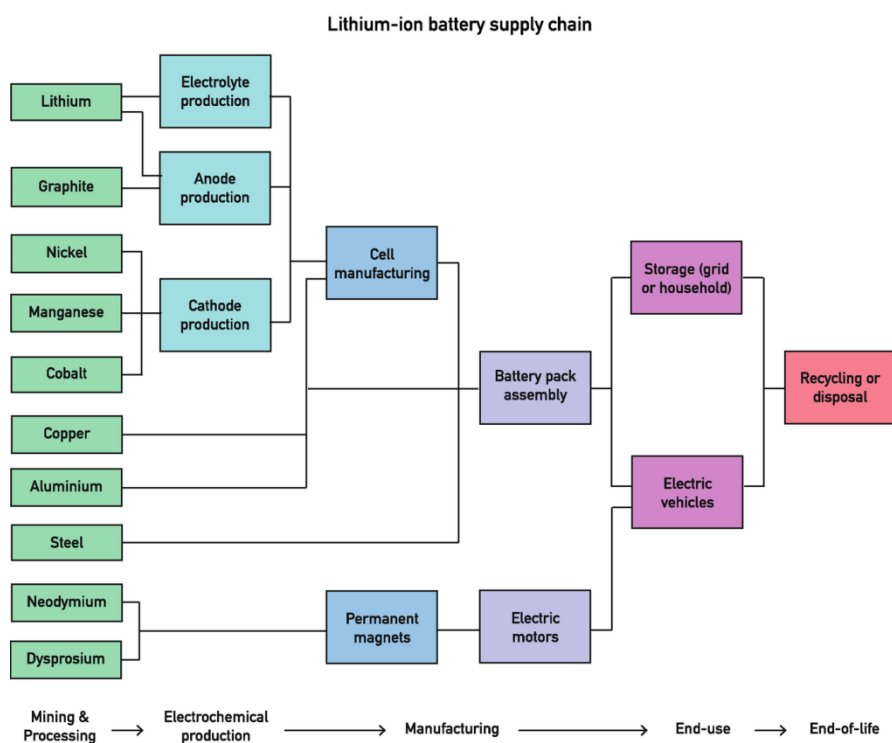 Lithium-ion battery supply chain
Lithium
Graphite
Nickel
Manganese
Cobalt
Copper
Aluminium
Steel
Neodymium
Dysprosium
Electrolyte
production
Anode
production
Cathode
production
Cell
manufacturing
Permanent
magnets
Battery pack
assembly
Electric
motors
Storage (grid
or household)
Electric
vehicles
Recycling or
disposal
Mining &
Processing
Electrochemical
production
Manufacturing
End-use
End-of-life